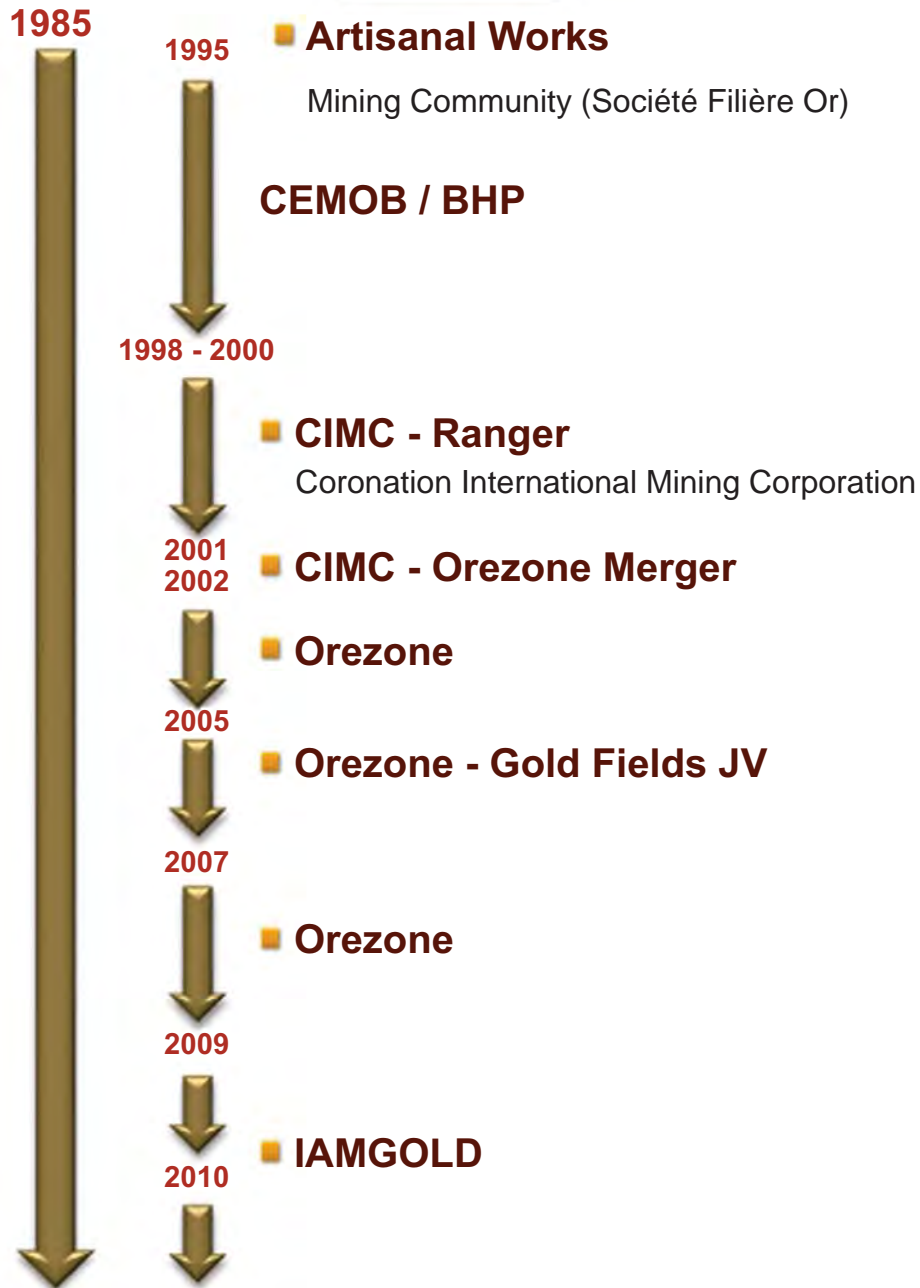 1985
1995
Artisanal Works
Mining Community (Société Filière Or)
CEMOB / BHP
1998 - 2000
CIMC - Ranger
Coronation International Mining Corporation
2001
2002
CIMC - Orezone Merger
Orezone
2005
Orezone - Gold Fields JV
2007
Orezone
2009
IAMGOLD
2010